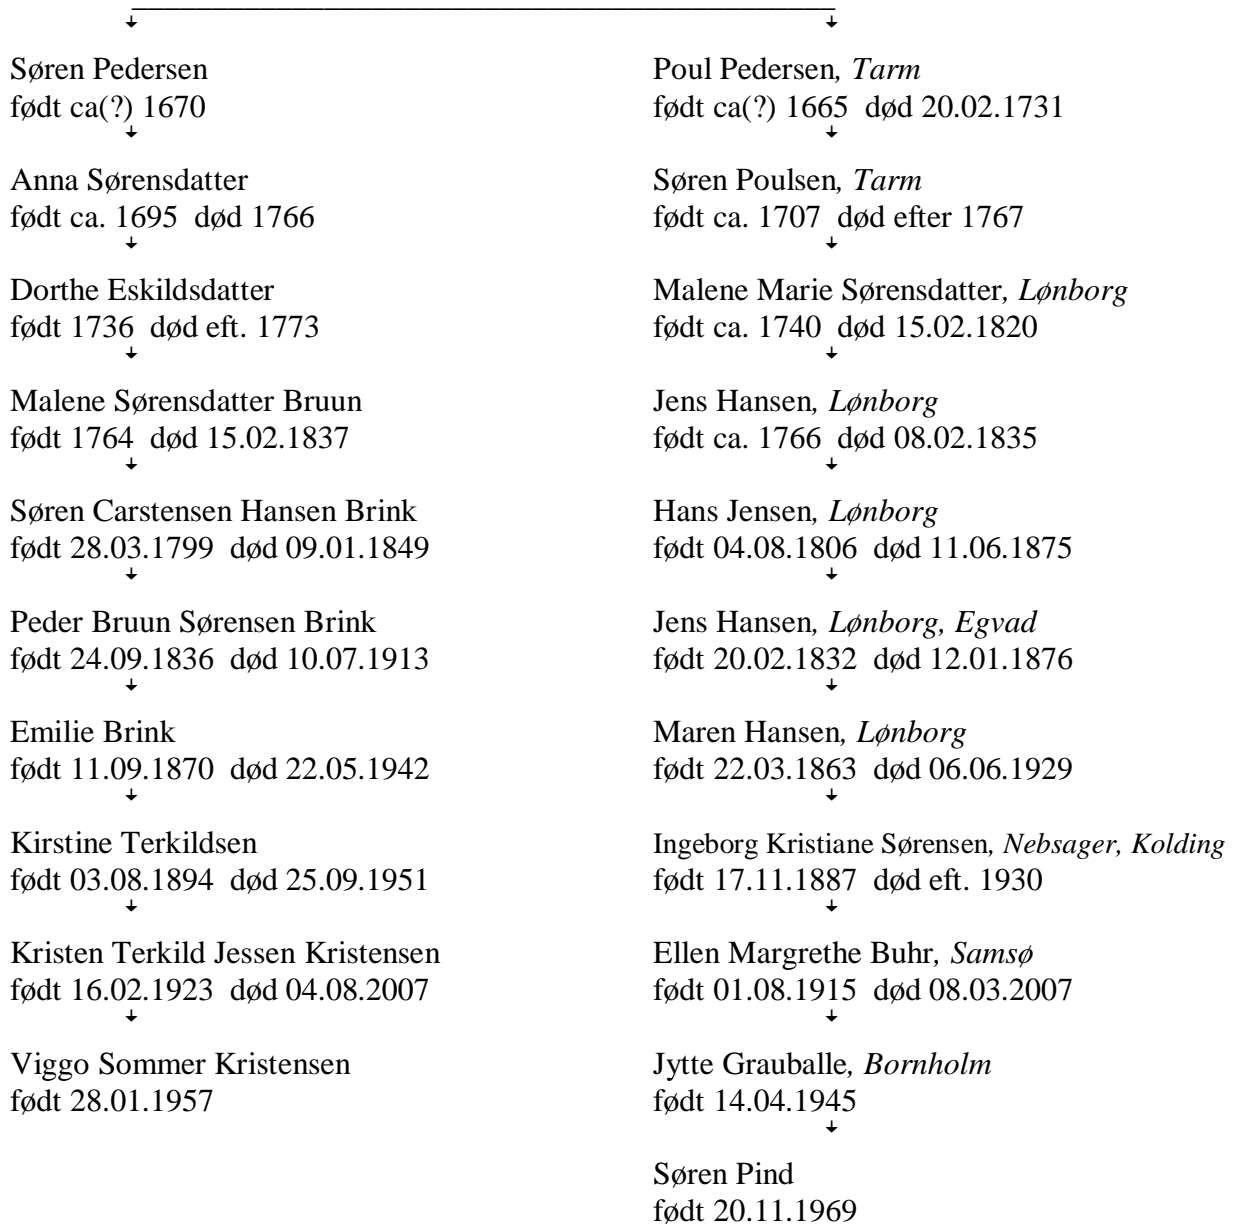 Søren Pedersen
født ca(?) 1670
Anna Sørensdatter
født ca. 1695 død 1766
Dorthe Eskildsdatter
født 1736 død eft. 1773
Malene Sørensdatter Bruun
født 1764 død 15.02.1837
Søren Carstensen Hansen Brink
født 28.03.1799 død 09.01.1849
Peder Bruun Sørensen Brink
født 24.09.1836 død 10.07.1913
Emilie Brink
født 11.09.1870 død 22.05.1942
Kirstine Terkildsen
født 03.08.1894 død 25.09.1951
Kristen Terkild Jessen Kristensen
født 16.02.1923 død 04.08.2007
Viggo Sommer Kristensen
født 28.01.1957
Poul Pedersen, Tarm
født ca(?) 1665 død 20.02.1731
Søren Poulsen, Tarm
født ca. 1707 død efter 1767
Malene Marie Sørensdatter, Lønborg
født ca. 1740 død 15.02.1820
Jens Hansen, Lønborg
født ca. 1766 død 08.02.1835
Hans Jensen, Lønborg
født 04.08.1806 død 11.06.1875
Jens Hansen, Lønborg, Egvad
født 20.02.1832 død 12.01.1876
Maren Hansen, Lønborg
født 22.03.1863 død 06.06.1929
Ingeborg Kristiane Sørensen, Nebsager, Kolding
født 17.11.1887 død eft. 1930
Ellen Margrethe Buhr, Samsø
født 01.08.1915 død 08.03.2007
Jytte Grauballe, Bornholm
født 14.04.1945
Søren Pind
født 20.11.1969